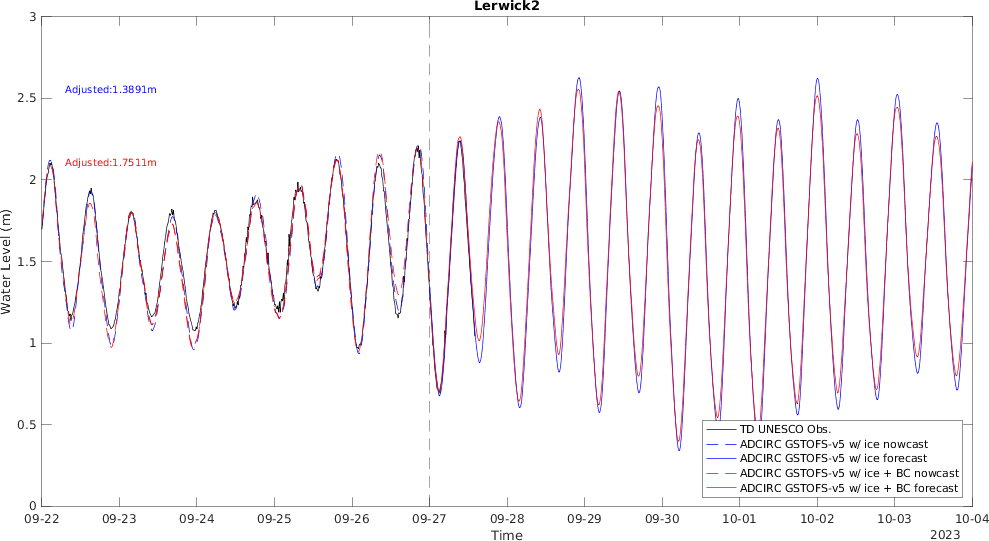 Lerwick2
3
2.5
2
1.5
1
0.5
0
Water Level (m)
Adjusted:1.3891m
Adjusted:1.7511m
TD UNESCO Obs.
ADCIRC GSTOFS-v5 w/ ice nowcast
ADCIRC GSTOFS-v5 w/ ice forecast
ADCIRC GSTOFS-v5 w/ ice + BC nowcast
ADCIRC GSTOFS-v5 w/ ice + BC forecast
09-22 09-23 09-24 09-25 09-26 09-27 09-28 09-29 09-30 10-01 10-02 10-03 10-04
Time
2023